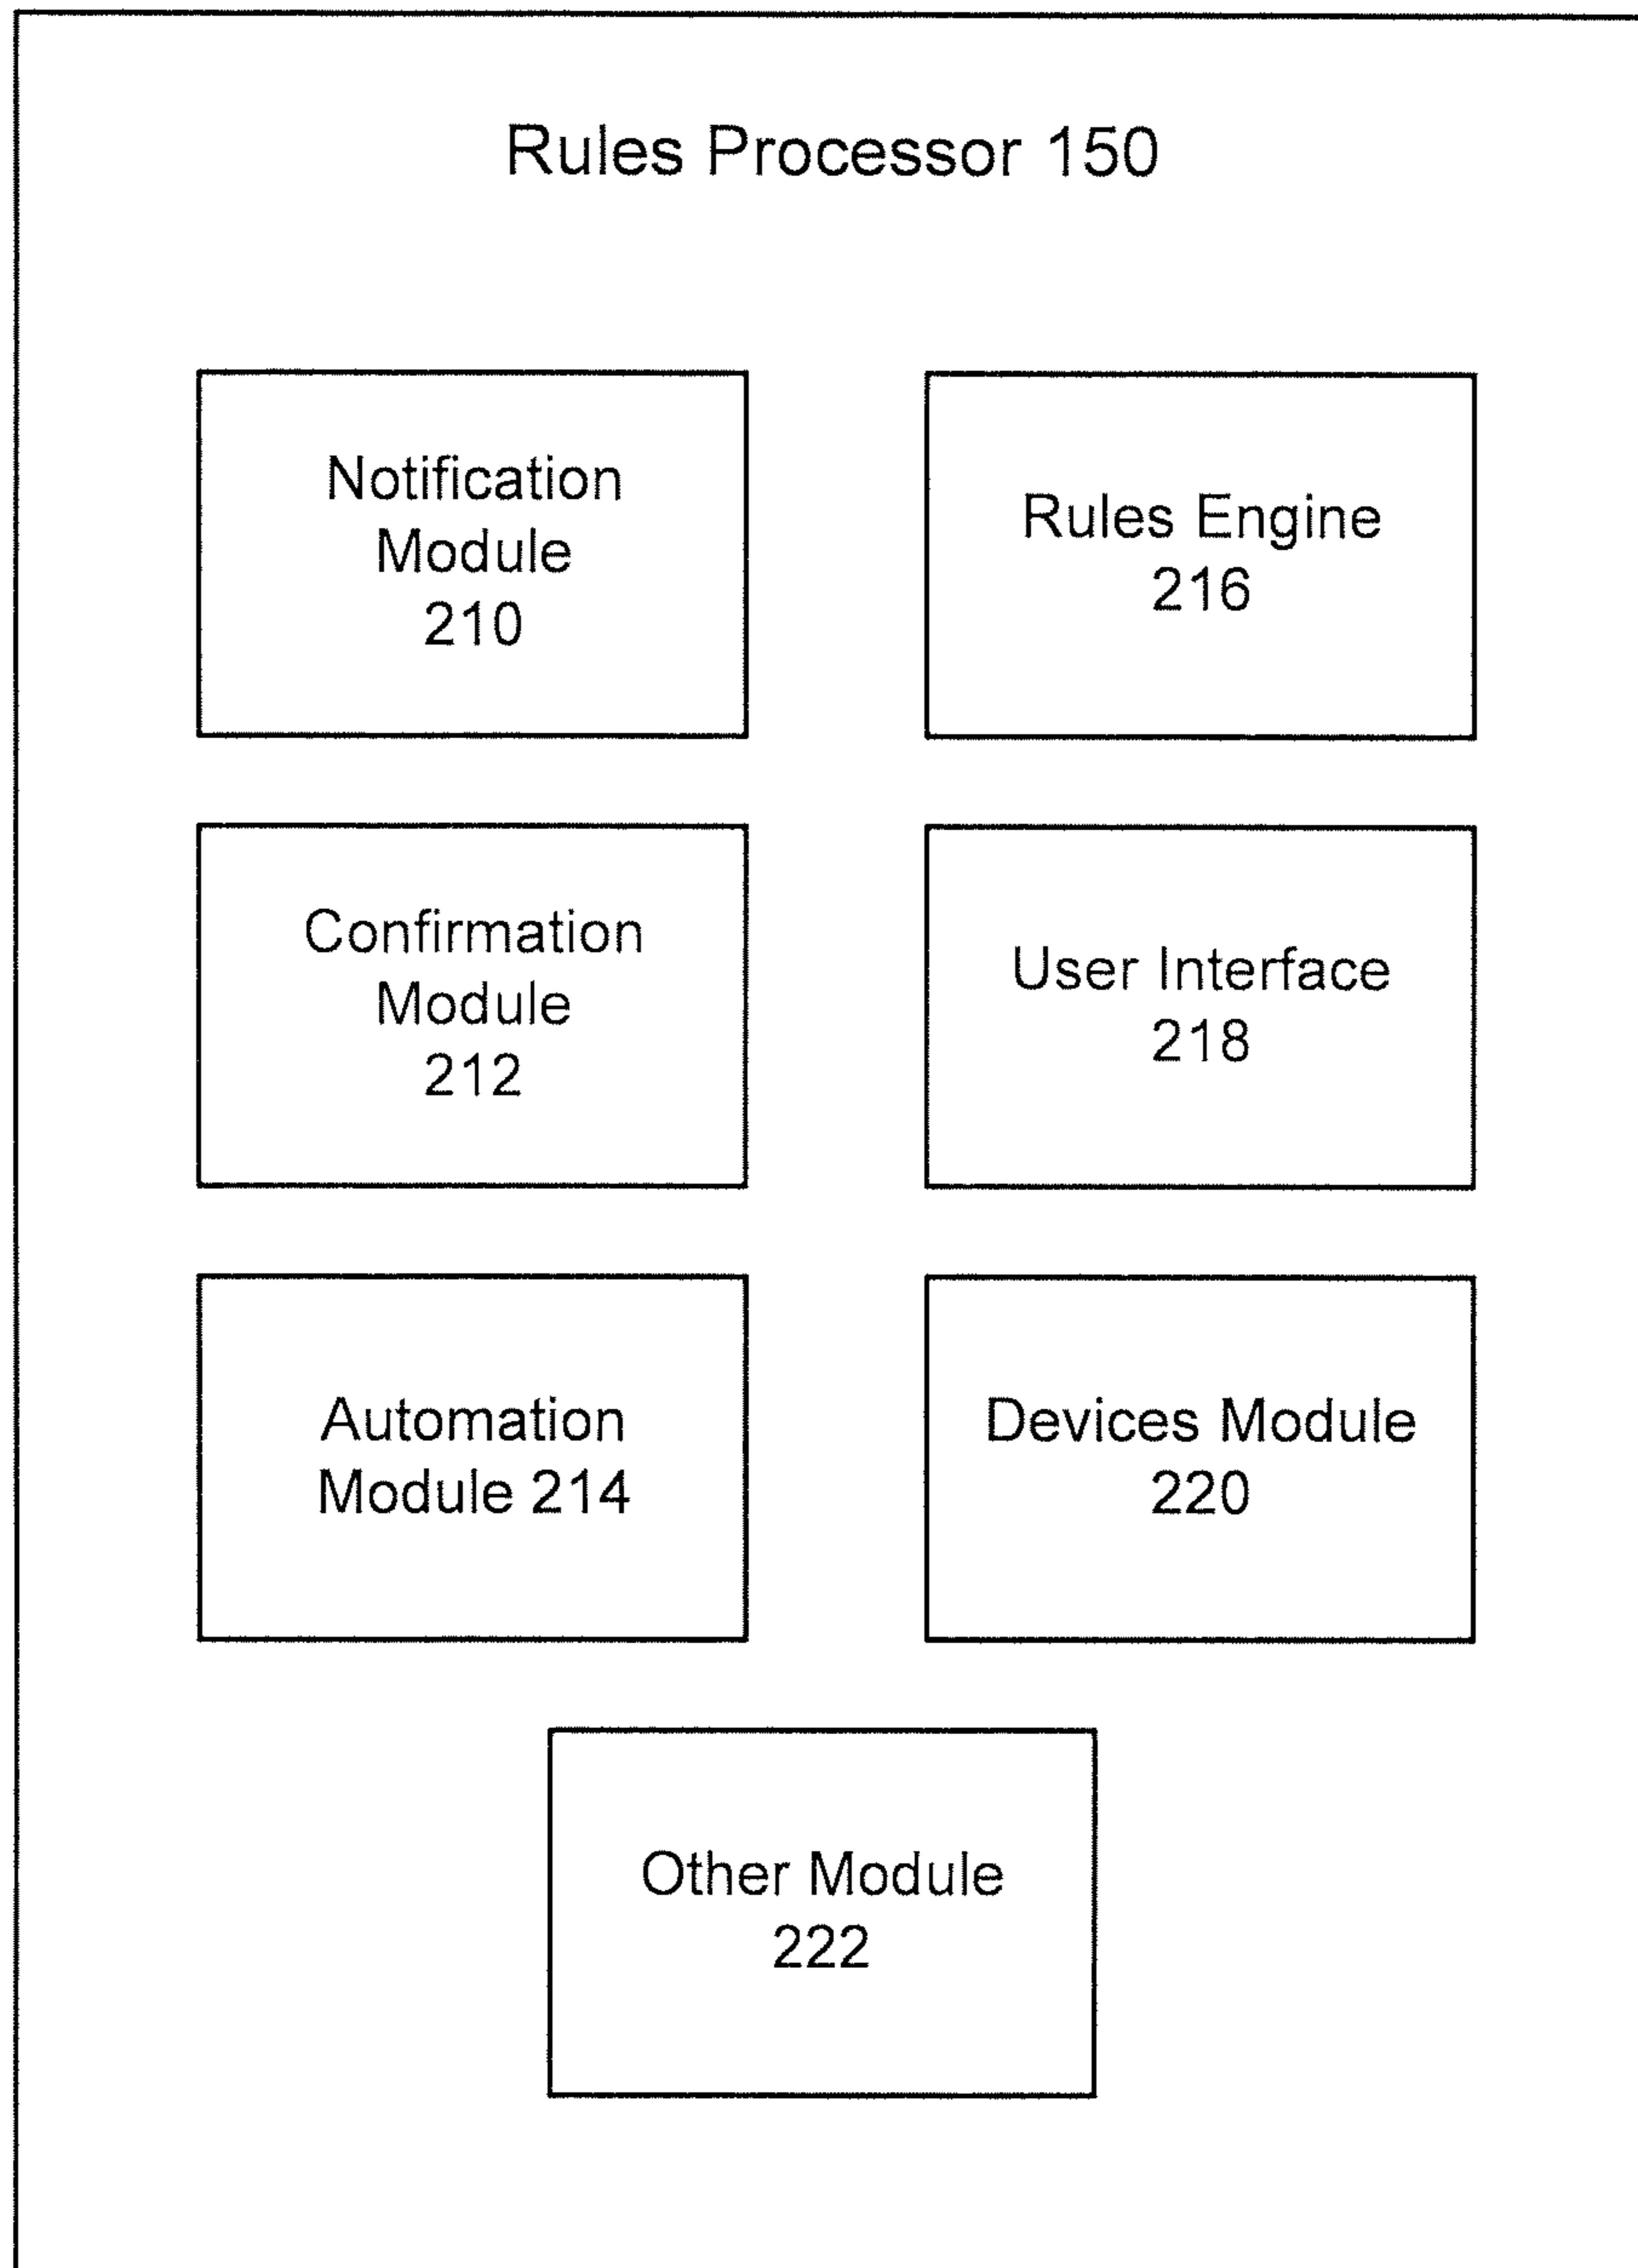 Rules Processor 150
Notification
Module
210
Rules Engine
216
Confirmation
Module
212
User Interface
218
Automation
Module 214
Devices Module
220
Other Module
222